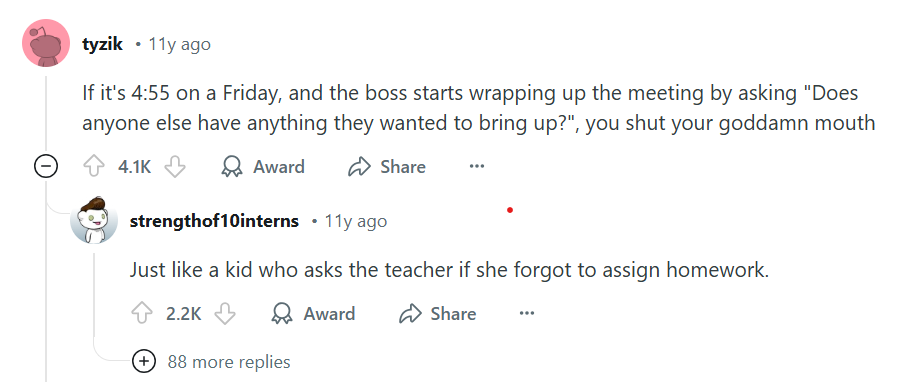 tyzik • 11y ago
If it's 4:55 on a Friday, and the boss starts wrapping up the meeting by asking "Does
anyone else have anything they wanted to bring up?", you shut your goddamn mouth
4.1K Award Share ...
strengthof10interns • 11y ago
Just like a kid who asks the teacher if she forgot to assign homework.
2.2K Award Share ...
88 more replies